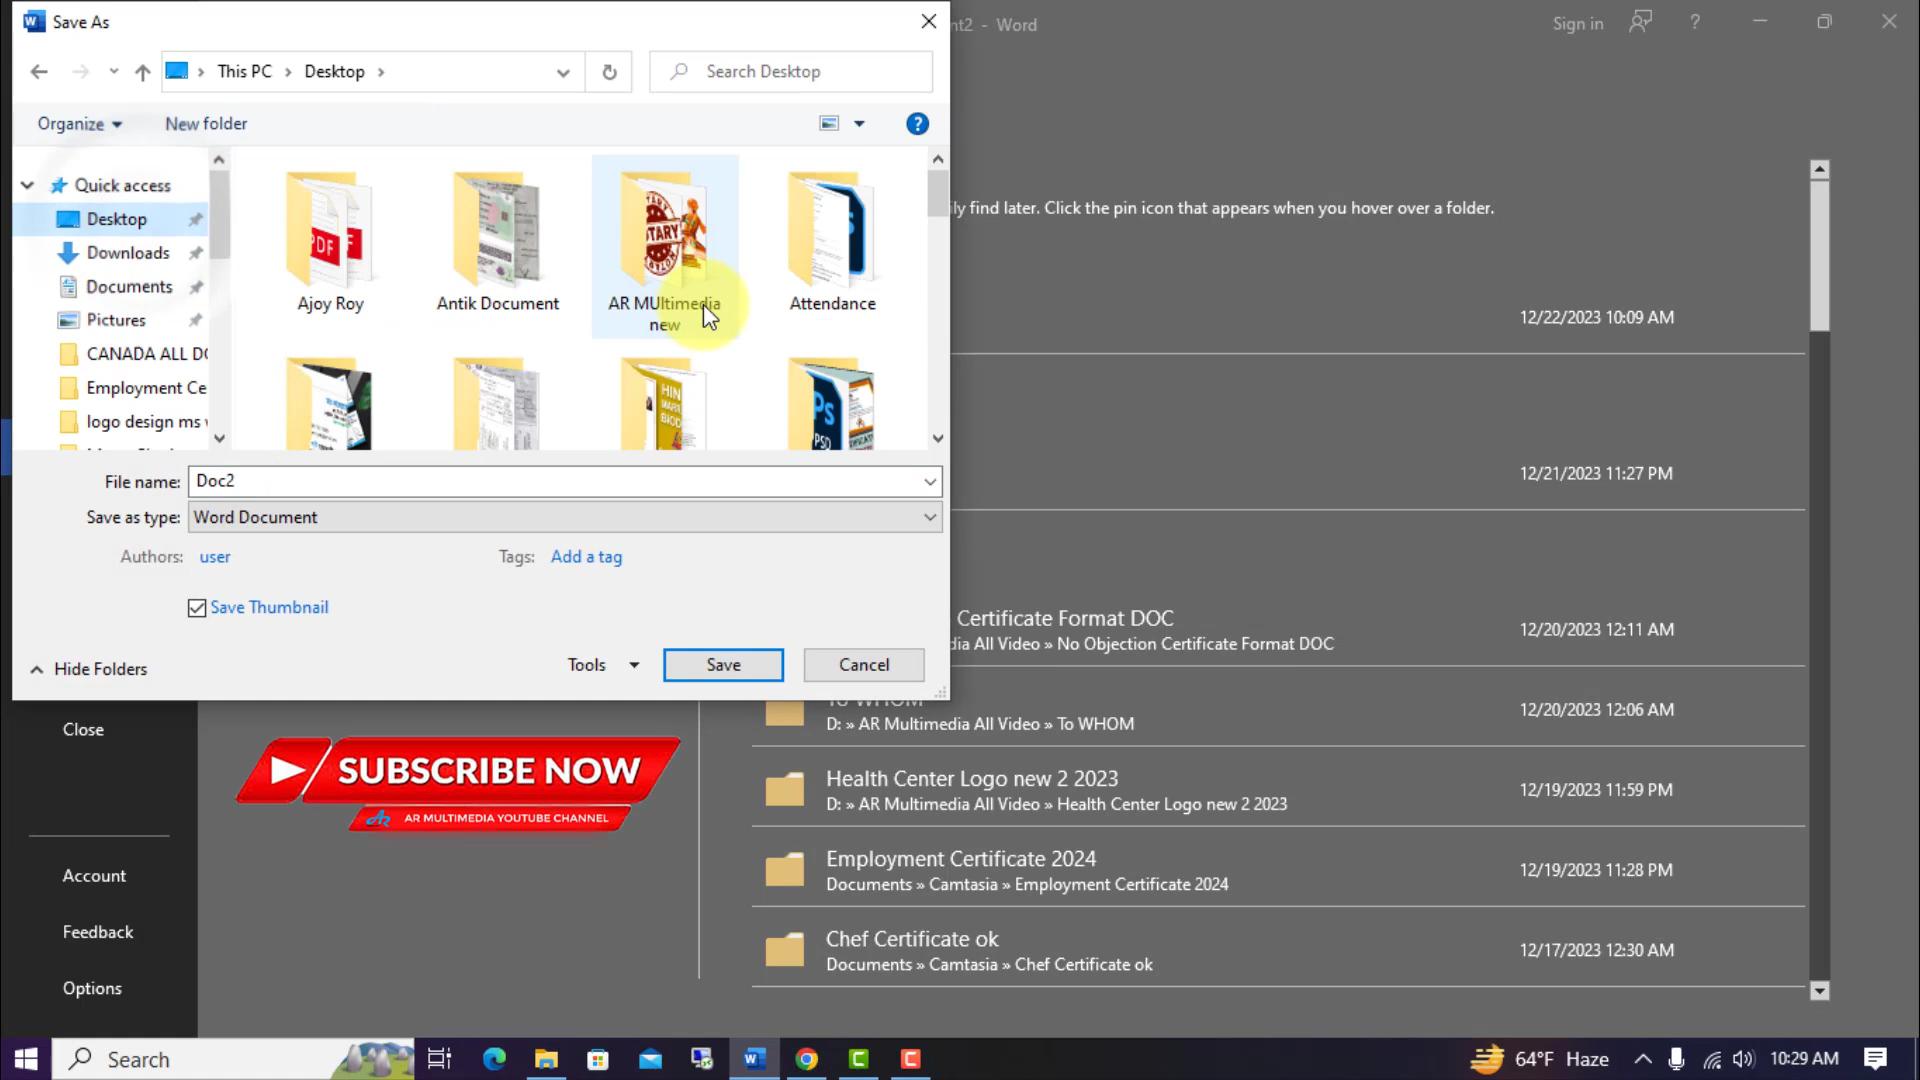 Save As
nt2 - Word
Sign in
?
This PC > Desktop >
Search Desktop
Organize
New folder
?
Quick access
Desktop
Downloads
Documents
Pictures
CANADA ALL DO
Employment Ce
logo design ms
PDF
Ajoy Roy
Antik Document
AR MUltimedia
new
Attendance
PSD
ily find later. Click the pin icon that appears when you hover over a folder.
12/22/2023 10:09 AM
12/21/2023 11:27 PM
File name: Doc2
Save as type: Word Document
Authors: user
Tags: Add a tag
Save Thumbnail
Hide Folders
Tools
Save
Cancel
Certificate Format DOC
dia All Video » No Objection Certificate Format DOC
12/20/2023 12:11 AM
To WHOM
D: » AR Multimedia All Video » To WHOM
12/20/2023 12:06 AM
Health Center Logo new 2 2023
D: » AR Multimedia All Video » Health Center Logo new 2 2023
12/19/2023 11:59 PM
Employment Certificate 2024
Documents » Camtasia » Employment Certificate 2024
12/19/2023 11:28 PM
Chef Certificate ok
Documents » Camtasia » Chef Certificate ok
12/17/2023 12:30 AM
Close
SUBSCRIBE NOW
AR MULTIMEDIA YOUTUBE CHANNEL
Account
Feedback
Options
Search
64°F Haze
10:29 AM